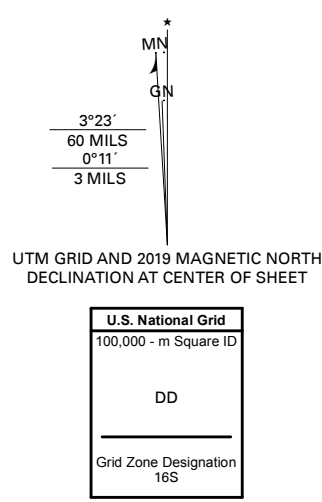 MN
GN
3°23´
60 MILS
0°11´
3 MILS
UTM GRID AND 2019 MAGNETIC NORTH
DECLINATION AT CENTER OF SHEET
U.S. National Grid
100,000 - m Square ID
DD
Grid Zone Designation
16S